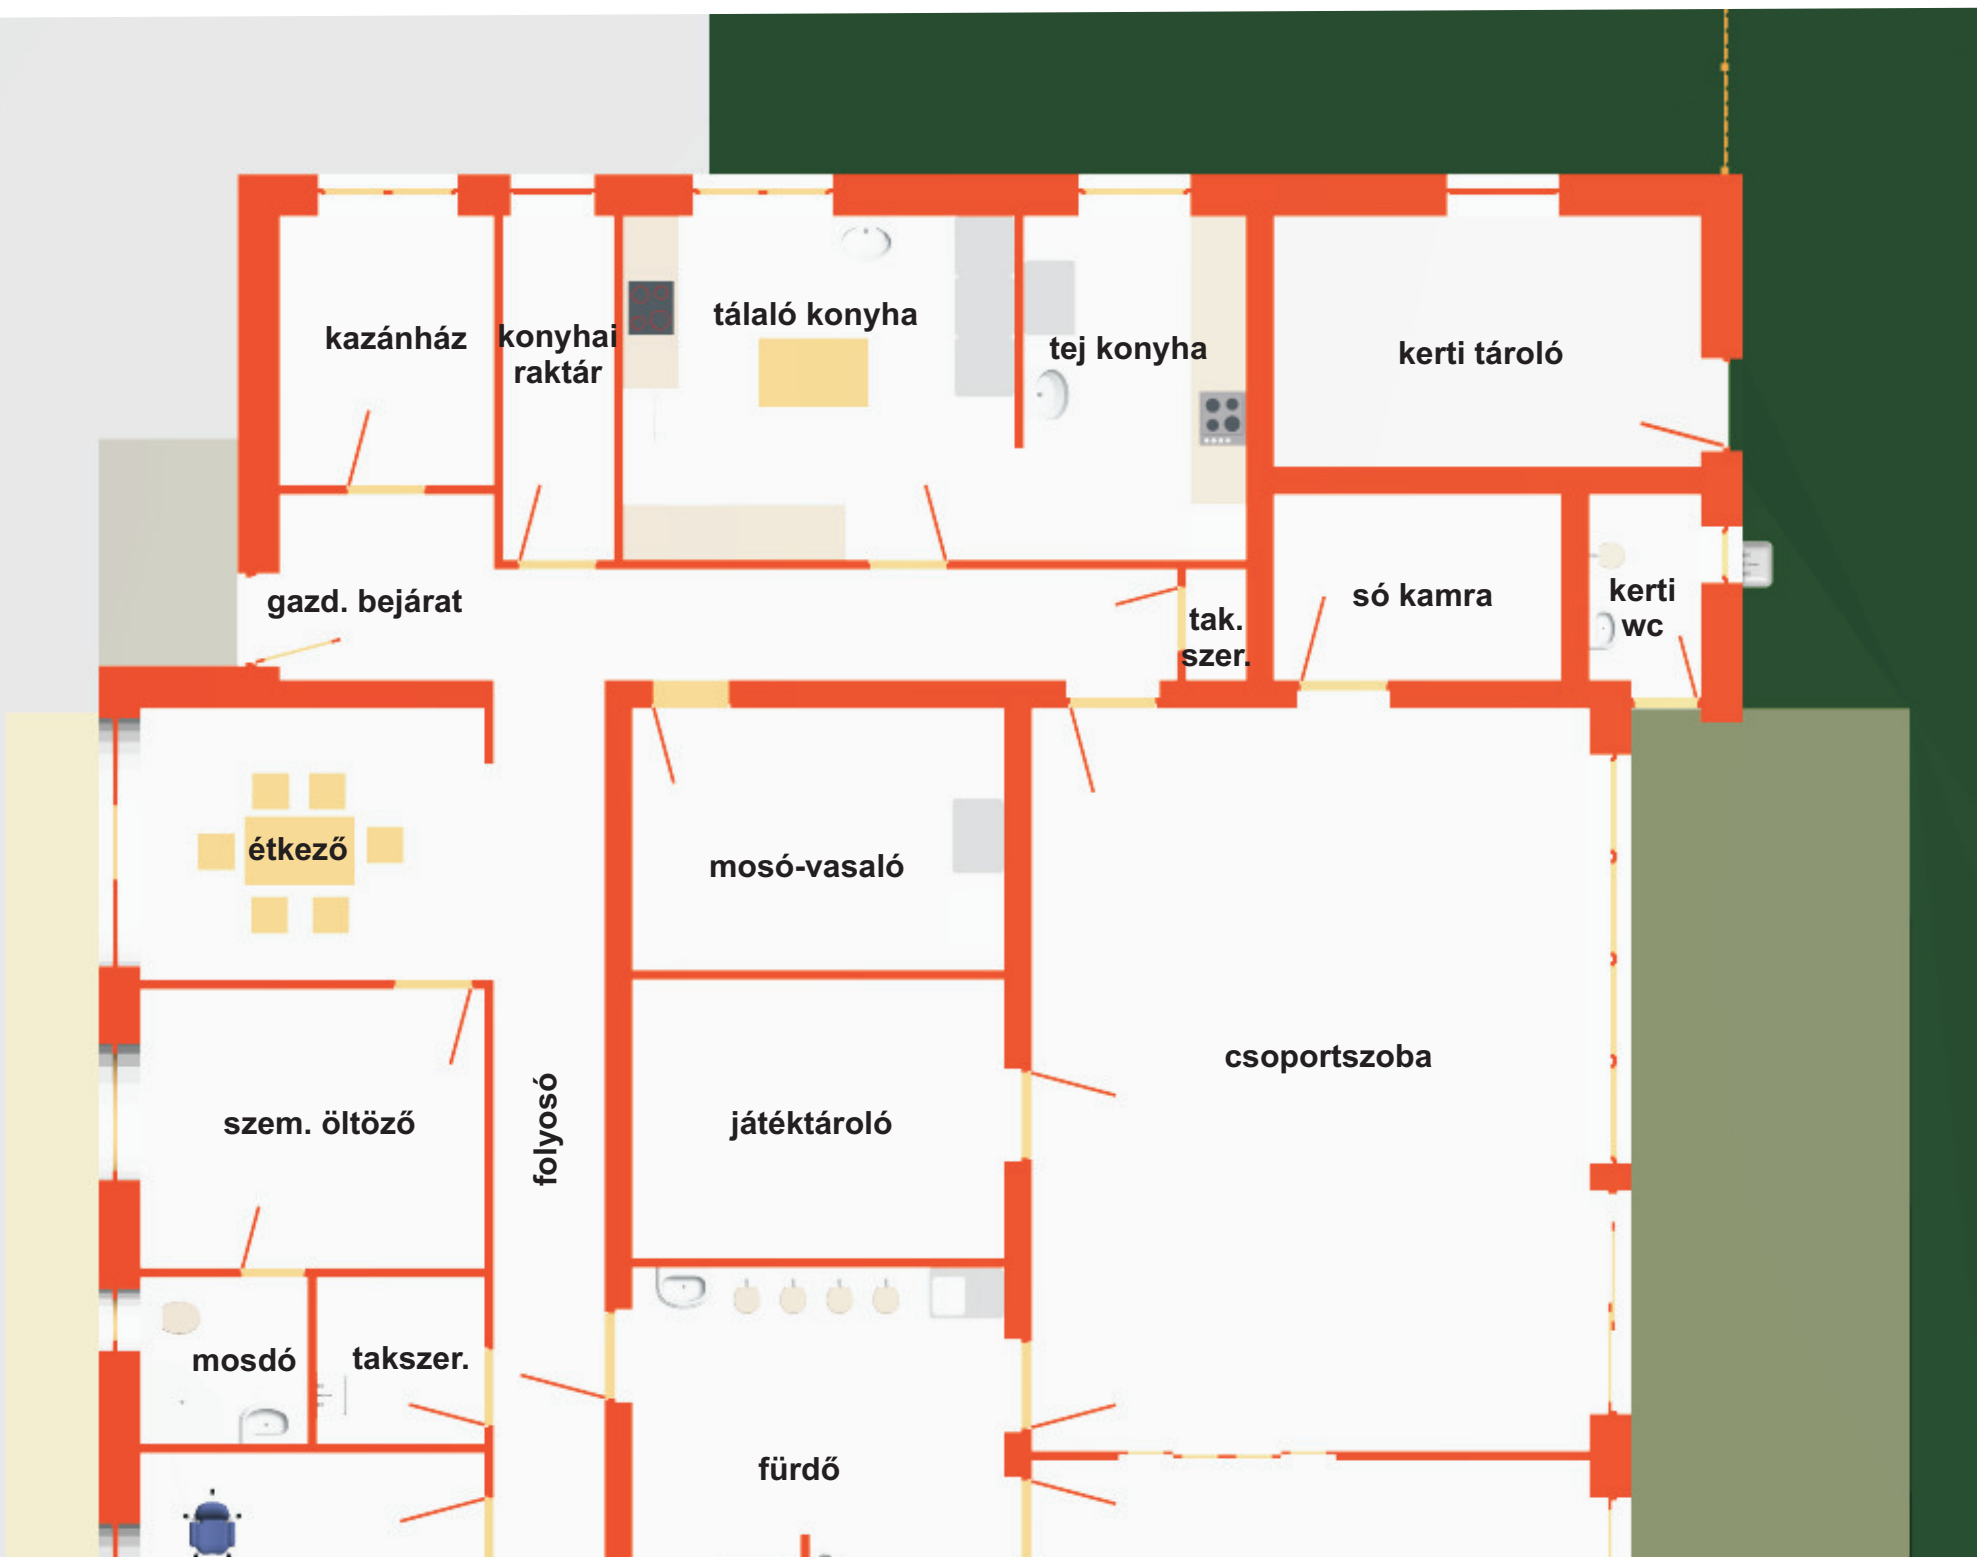 kazánház
konyhai
raktár
tálaló konyha
tej konyha
kerti tároló
gazd. bejárat
tak.
szer.
só kamra
kerti
wc
étkező
mosó-vasaló
csoportszoba
szem. öltöző
folyosó
játéktároló
mosdó
takszer.
fürdő